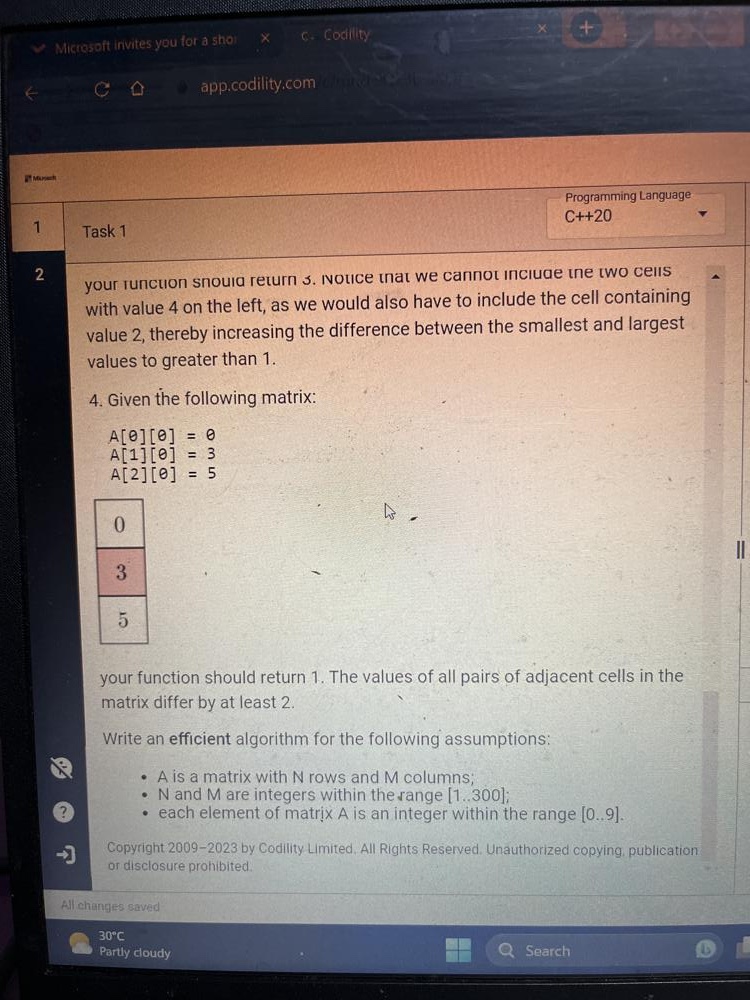 Microsoft invites you for a shor
Codility
app.codility.com
Microsoft
1
Task 1
Programming Language
C++20
2
your function should return 3. Notice that we cannot include the two cells
with value 4 on the left, as we would also have to include the cell containing
value 2, thereby increasing the difference between the smallest and largest
values to greater than 1.
4. Given the following matrix:
A[0][0] = 0
A[1][0] = 3
A[2][0] = 5
0
3
5
your function should return 1. The values of all pairs of adjacent cells in the
matrix differ by at least 2.
Write an efficient algorithm for the following assumptions:
• A is a matrix with N rows and M columns;
• N and M are integers within the range [1..300];
• each element of matrix A is an integer within the range [0..9].
Copyright 2009–2023 by Codility Limited. All Rights Reserved. Unauthorized copying, publication
or disclosure prohibited.
All changes saved
30°C
Partly cloudy
Search